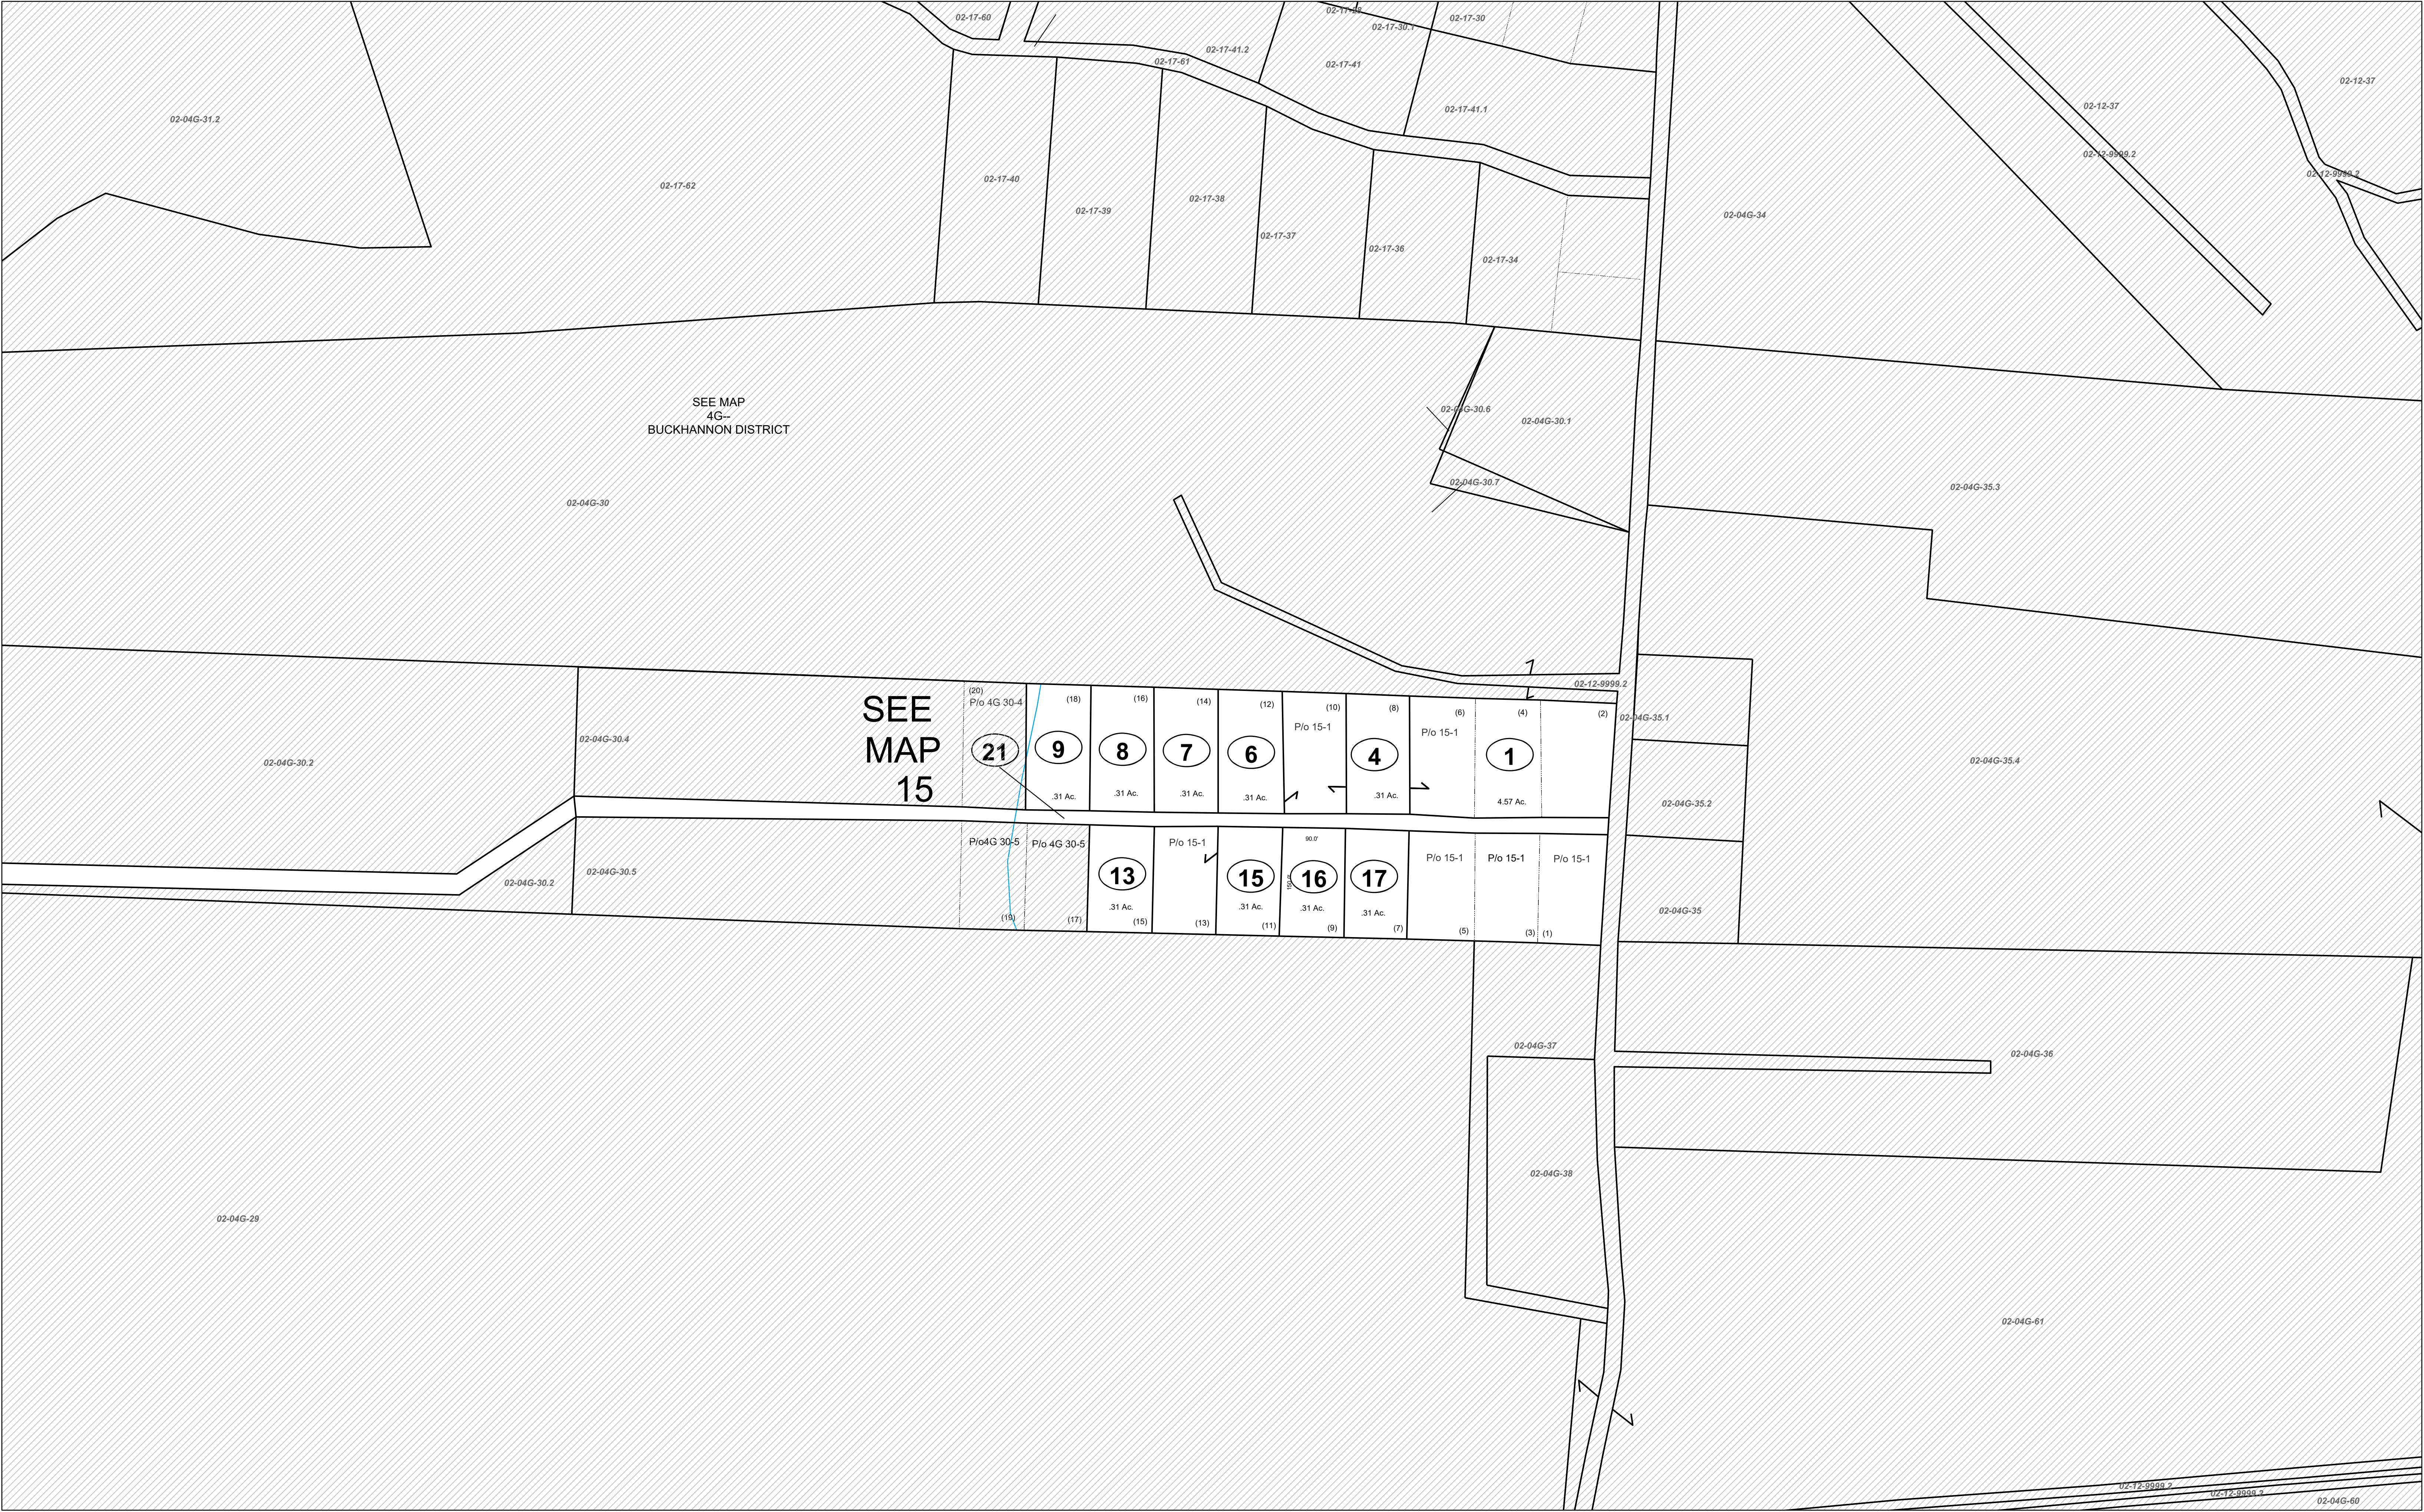 02-17-60
02-17-28
02-17-30
02-17-30.1
02-17-41.2
02-17-61
02-17-41
02-12-37
02-12-37
02-17-41.1
02-04G-31.2
02-12-9999.2
02-12-9999.2
02-17-62
02-17-40
02-17-39
02-17-38
02-17-37
02-17-36
02-17-34
02-04G-34
SEE MAP
4G--
BUCKHANNON DISTRICT
02-04G-30.6
02-04G-30.1
02-04G-30.7
02-04G-35.3
02-04G-30
02-12-9999.2
02-04G-35.1
SEE
MAP
15
(20)
P/o 4G 30-4
(18)
(16)
(14)
(12)
(10)
P/o 15-1
(8)
(6)
P/o 15-1
(4)
(2)
02-04G-30.4
02-04G-30.2
21
9
8
7
6
4
1
02-04G-35.4
.31 Ac.
.31 Ac.
.31 Ac.
.31 Ac.
.31 Ac.
4.57 Ac.
02-04G-35.2
P/o4G 30-5
P/o 4G 30-5
P/o 15-1
90.0'
P/o 15-1
P/o 15-1
P/o 15-1
02-04G-30.5
02-04G-30.2
13
15
150.0'
16
17
.31 Ac.
.31 Ac.
.31 Ac.
.31 Ac.
02-04G-35
(19)
(17)
(15)
(13)
(11)
(9)
(7)
(5)
(3)
(1)
02-04G-37
02-04G-36
02-04G-38
02-04G-29
02-04G-61
02-12-9999.2
02-12-9999.2
02-04G-60